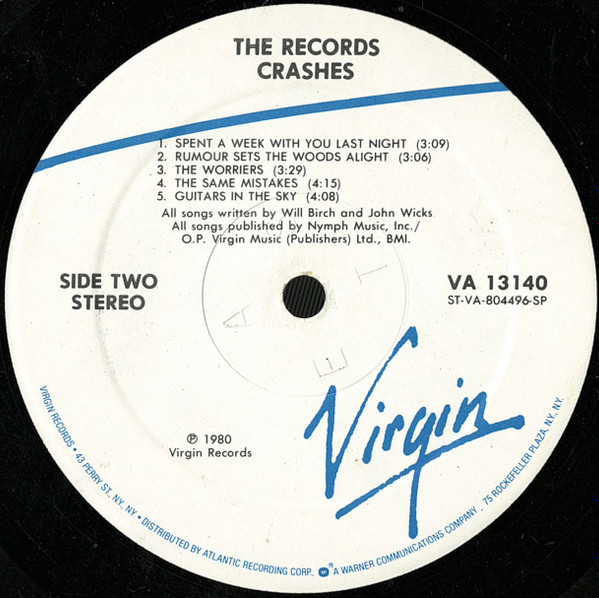 THE RECORDS
CRASHES
1. SPENT A WEEK WITH YOU LAST NIGHT (3:09)
2. RUMOUR SETS THE WOODS ALIGHT (3:06)
3. THE WORRIERS (3:29)
4. THE SAME MISTAKES (4:15)
5. GUITARS IN THE SKY (4:08)
All songs written by Will Birch and John Wicks
All songs published by Nymph Music, Inc./
O.P. Virgin Music (Publishers) Ltd., BMI.
SIDE TWO
STEREO
VA 13140
ST-VA-804496-SP
A E T
Virgin
℗ 1980
Virgin Records
VIRGIN RECORDS • 43 PERRY ST., NY, NY • DISTRIBUTED BY ATLANTIC RECORDING CORP., ® A WARNER COMMUNICATIONS COMPANY, 75 ROCKEFELLER PLAZA, N.Y. N.Y.